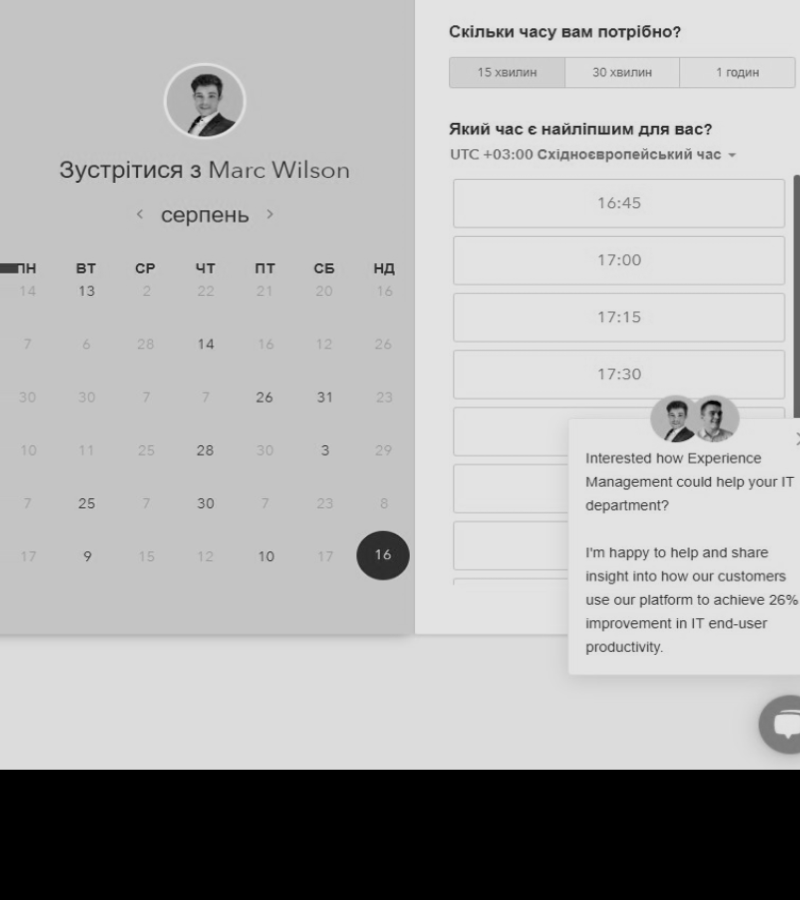 Зустрітися з Marc Wilson
серпень
ПН ВТ СР ЧТ ПТ СБ НД
14 13 2 22 21 20 16
7 6 28 14 16 12 26
30 30 7 7 26 31 23
10 11 25 28 30 3 29
7 25 7 30 7 23 8
17 9 15 12 10 17 16
Скільки часу вам потрібно?
15 хвилин 30 хвилин 1 годин
Який час є найліпшим для вас?
UTC +03:00 Східноєвропейський час
16:45
17:00
17:15
17:30
Interested how Experience
Management could help your IT
department?
I'm happy to help and share
insight into how our customers
use our platform to achieve 26%
improvement in IT end-user
productivity.